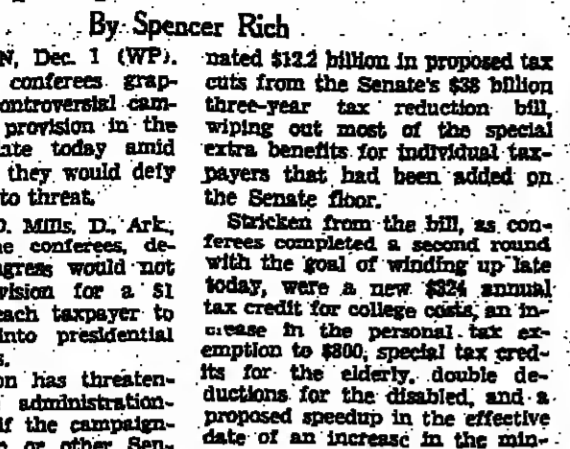 By Spencer Rich
N, Dec. 1 (WP).
conferees grap-
ontroversial cam-
provision in the
ate today amid
they would defy
to threat.
D. Mills, D., Ark.,
ne conferees, de-
ngress would not
vision for a $1
each taxpayer to
into presidential
s.
on has threaten-
administration-
if the campaign-
or other Sen-
nated $12.2 billion in proposed tax
cuts from the Senate's $38 billion
three-year tax reduction bill,
wiping out most of the special
extra benefits for individual tax-
payers that had been added on
the Senate floor.
Stricken from the bill, as con-
ferees completed a second round
with the goal of winding up late
today, were a new $324 annual
tax credit for college costs, an in-
crease in the personal tax ex-
emption to $800, special tax cred-
its for the elderly, double de-
ductions for the disabled, and a
proposed speedup in the effective
date of an increase in the min-